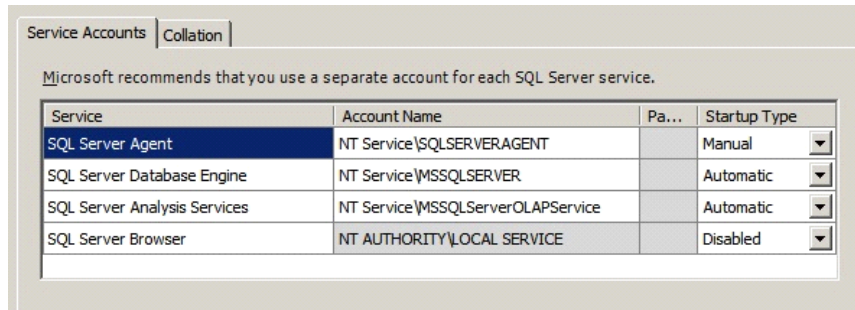 Service Accounts Collation
Microsoft recommends that you use a separate account for each SQL Server service.
Service Account Name Pa... Startup Type
SQL Server Agent NT Service\SQLSERVERAGENT Manual
SQL Server Database Engine NT Service\MSSQLSERVER Automatic
SQL Server Analysis Services NT Service\MSSQLServerOLAPService Automatic
SQL Server Browser NT AUTHORITY\LOCAL SERVICE Disabled